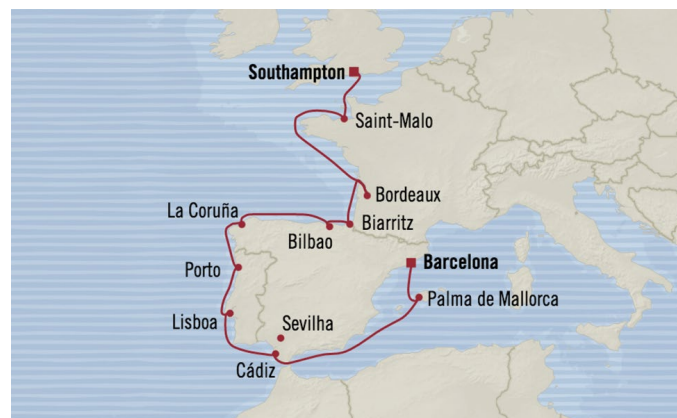 Southampton
Saint-Malo
Bordeaux
La Coruña
Biarritz
Bilbao
Barcelona
Porto
Palma de Mallorca
Lisboa
Sevilha
Cádiz